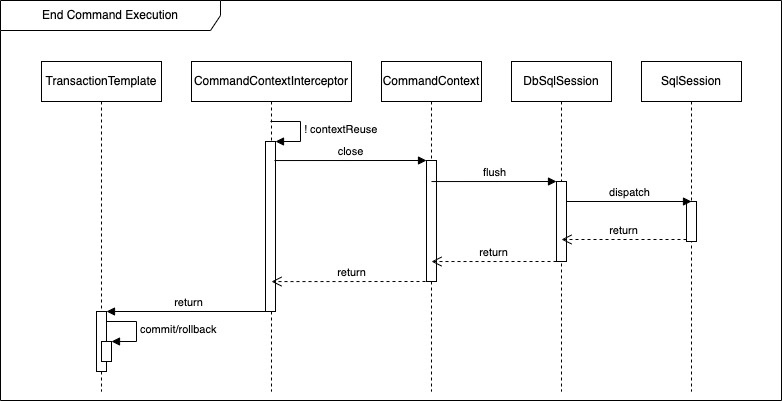 End Command Execution
TransactionTemplate
CommandContextInterceptor
CommandContext
DbSqlSession
SqlSession
! contextReuse
close
flush
dispatch
return
return
return
return
commit/rollback